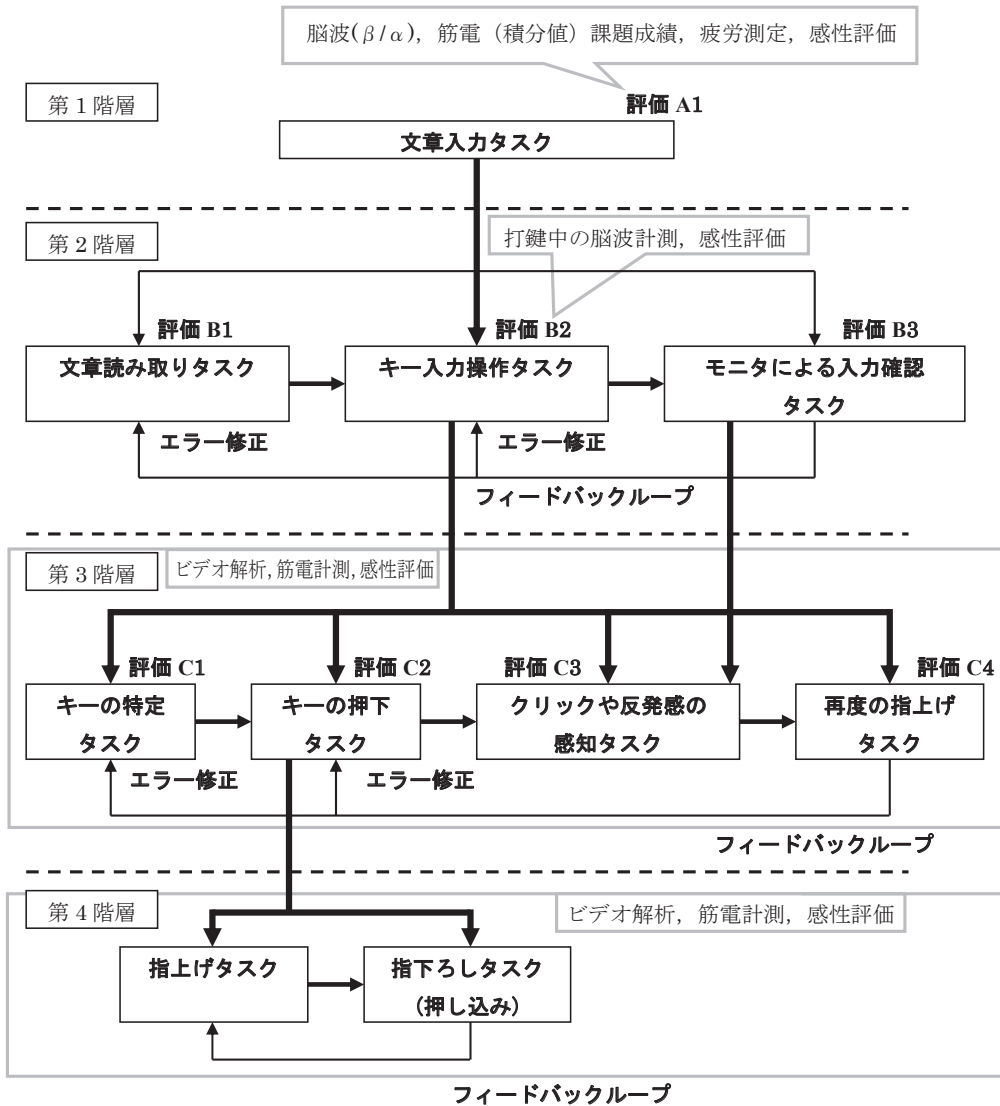 脳波(β/α)，筋電（積分値）課題成績，疲労測定，感性評価
第1階層
評価 A1
文章入力タスク
第2階層
打鍵中の脳波計測，感性評価
評価 B1
評価 B2
評価 B3
文章読み取りタスク
キー入力操作タスク
モニタによる入力確認
タスク
エラー修正
エラー修正
フィードバックループ
第3階層
ビデオ解析,筋電計測,感性評価
評価 C1
評価 C2
評価 C3
評価 C4
キーの特定
タスク
キーの押下
タスク
クリックや反発感の
感知タスク
再度の指上げ
タスク
エラー修正
エラー修正
フィードバックループ
第4階層
ビデオ解析，筋電計測，感性評価
指上げタスク
指下ろしタスク
（押し込み）
フィードバックループ